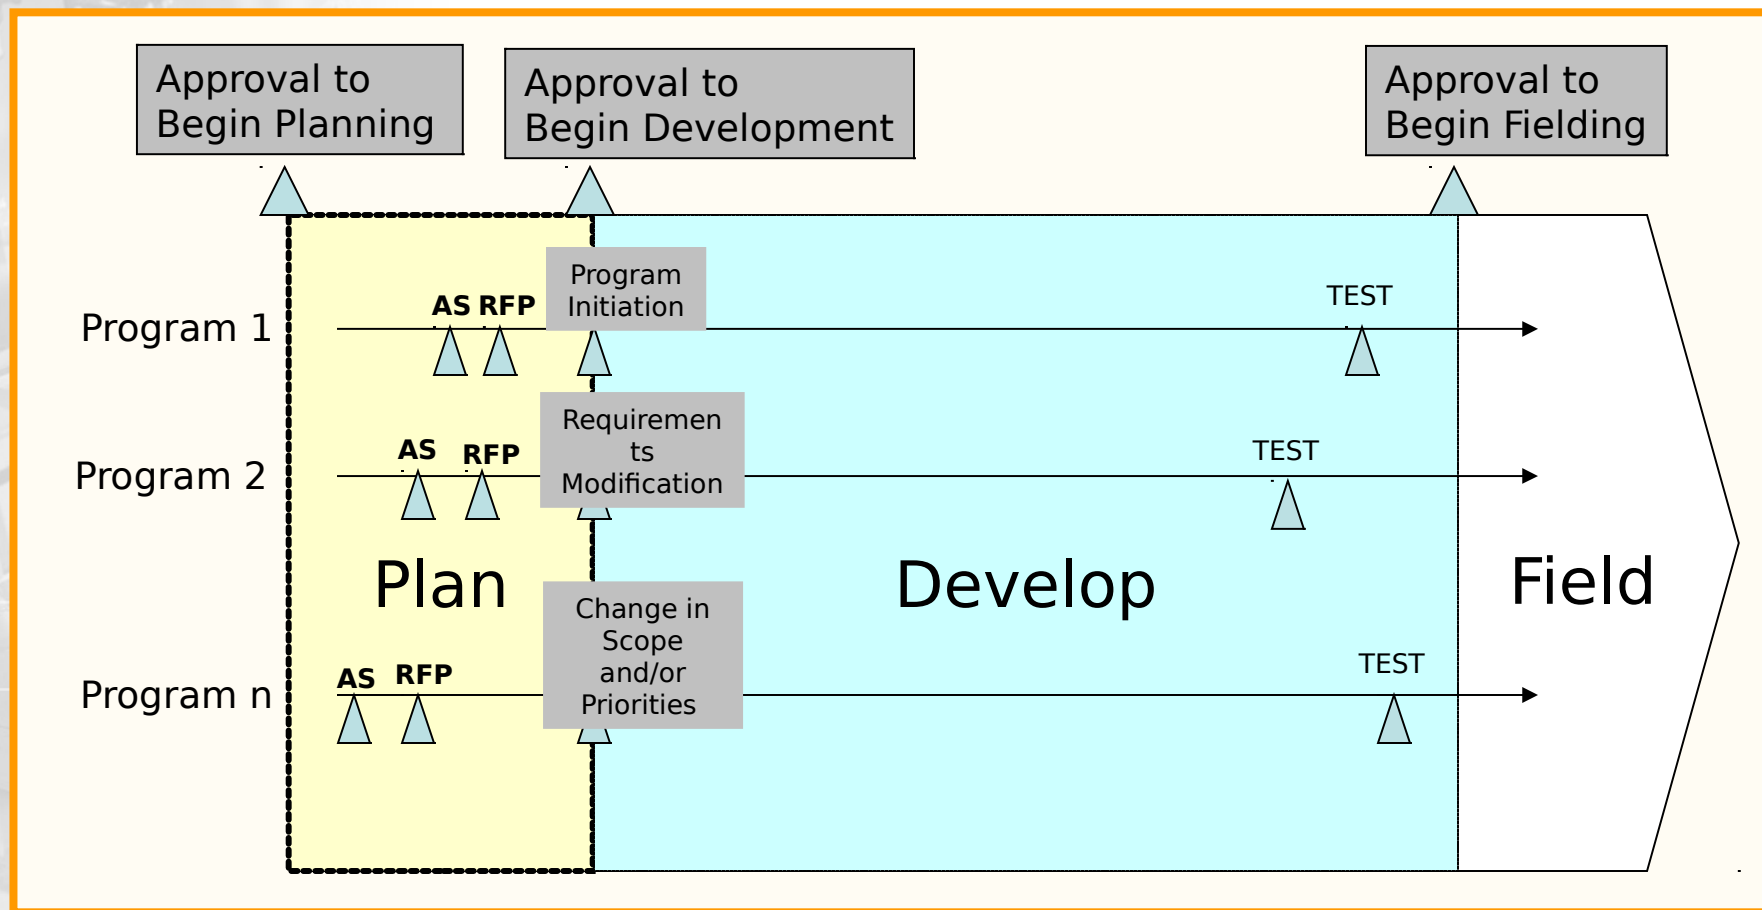 Approval to
Begin Planning
Approval to
Begin Development
Approval to
Begin Fielding
Program 1
AS RFP
Program
Initiation
TEST
Program 2
AS
RFP
Requiremen
ts
Modification
TEST
Plan
Develop
Field
Program n
AS
RFP
Change in
Scope
and/or
Priorities
TEST